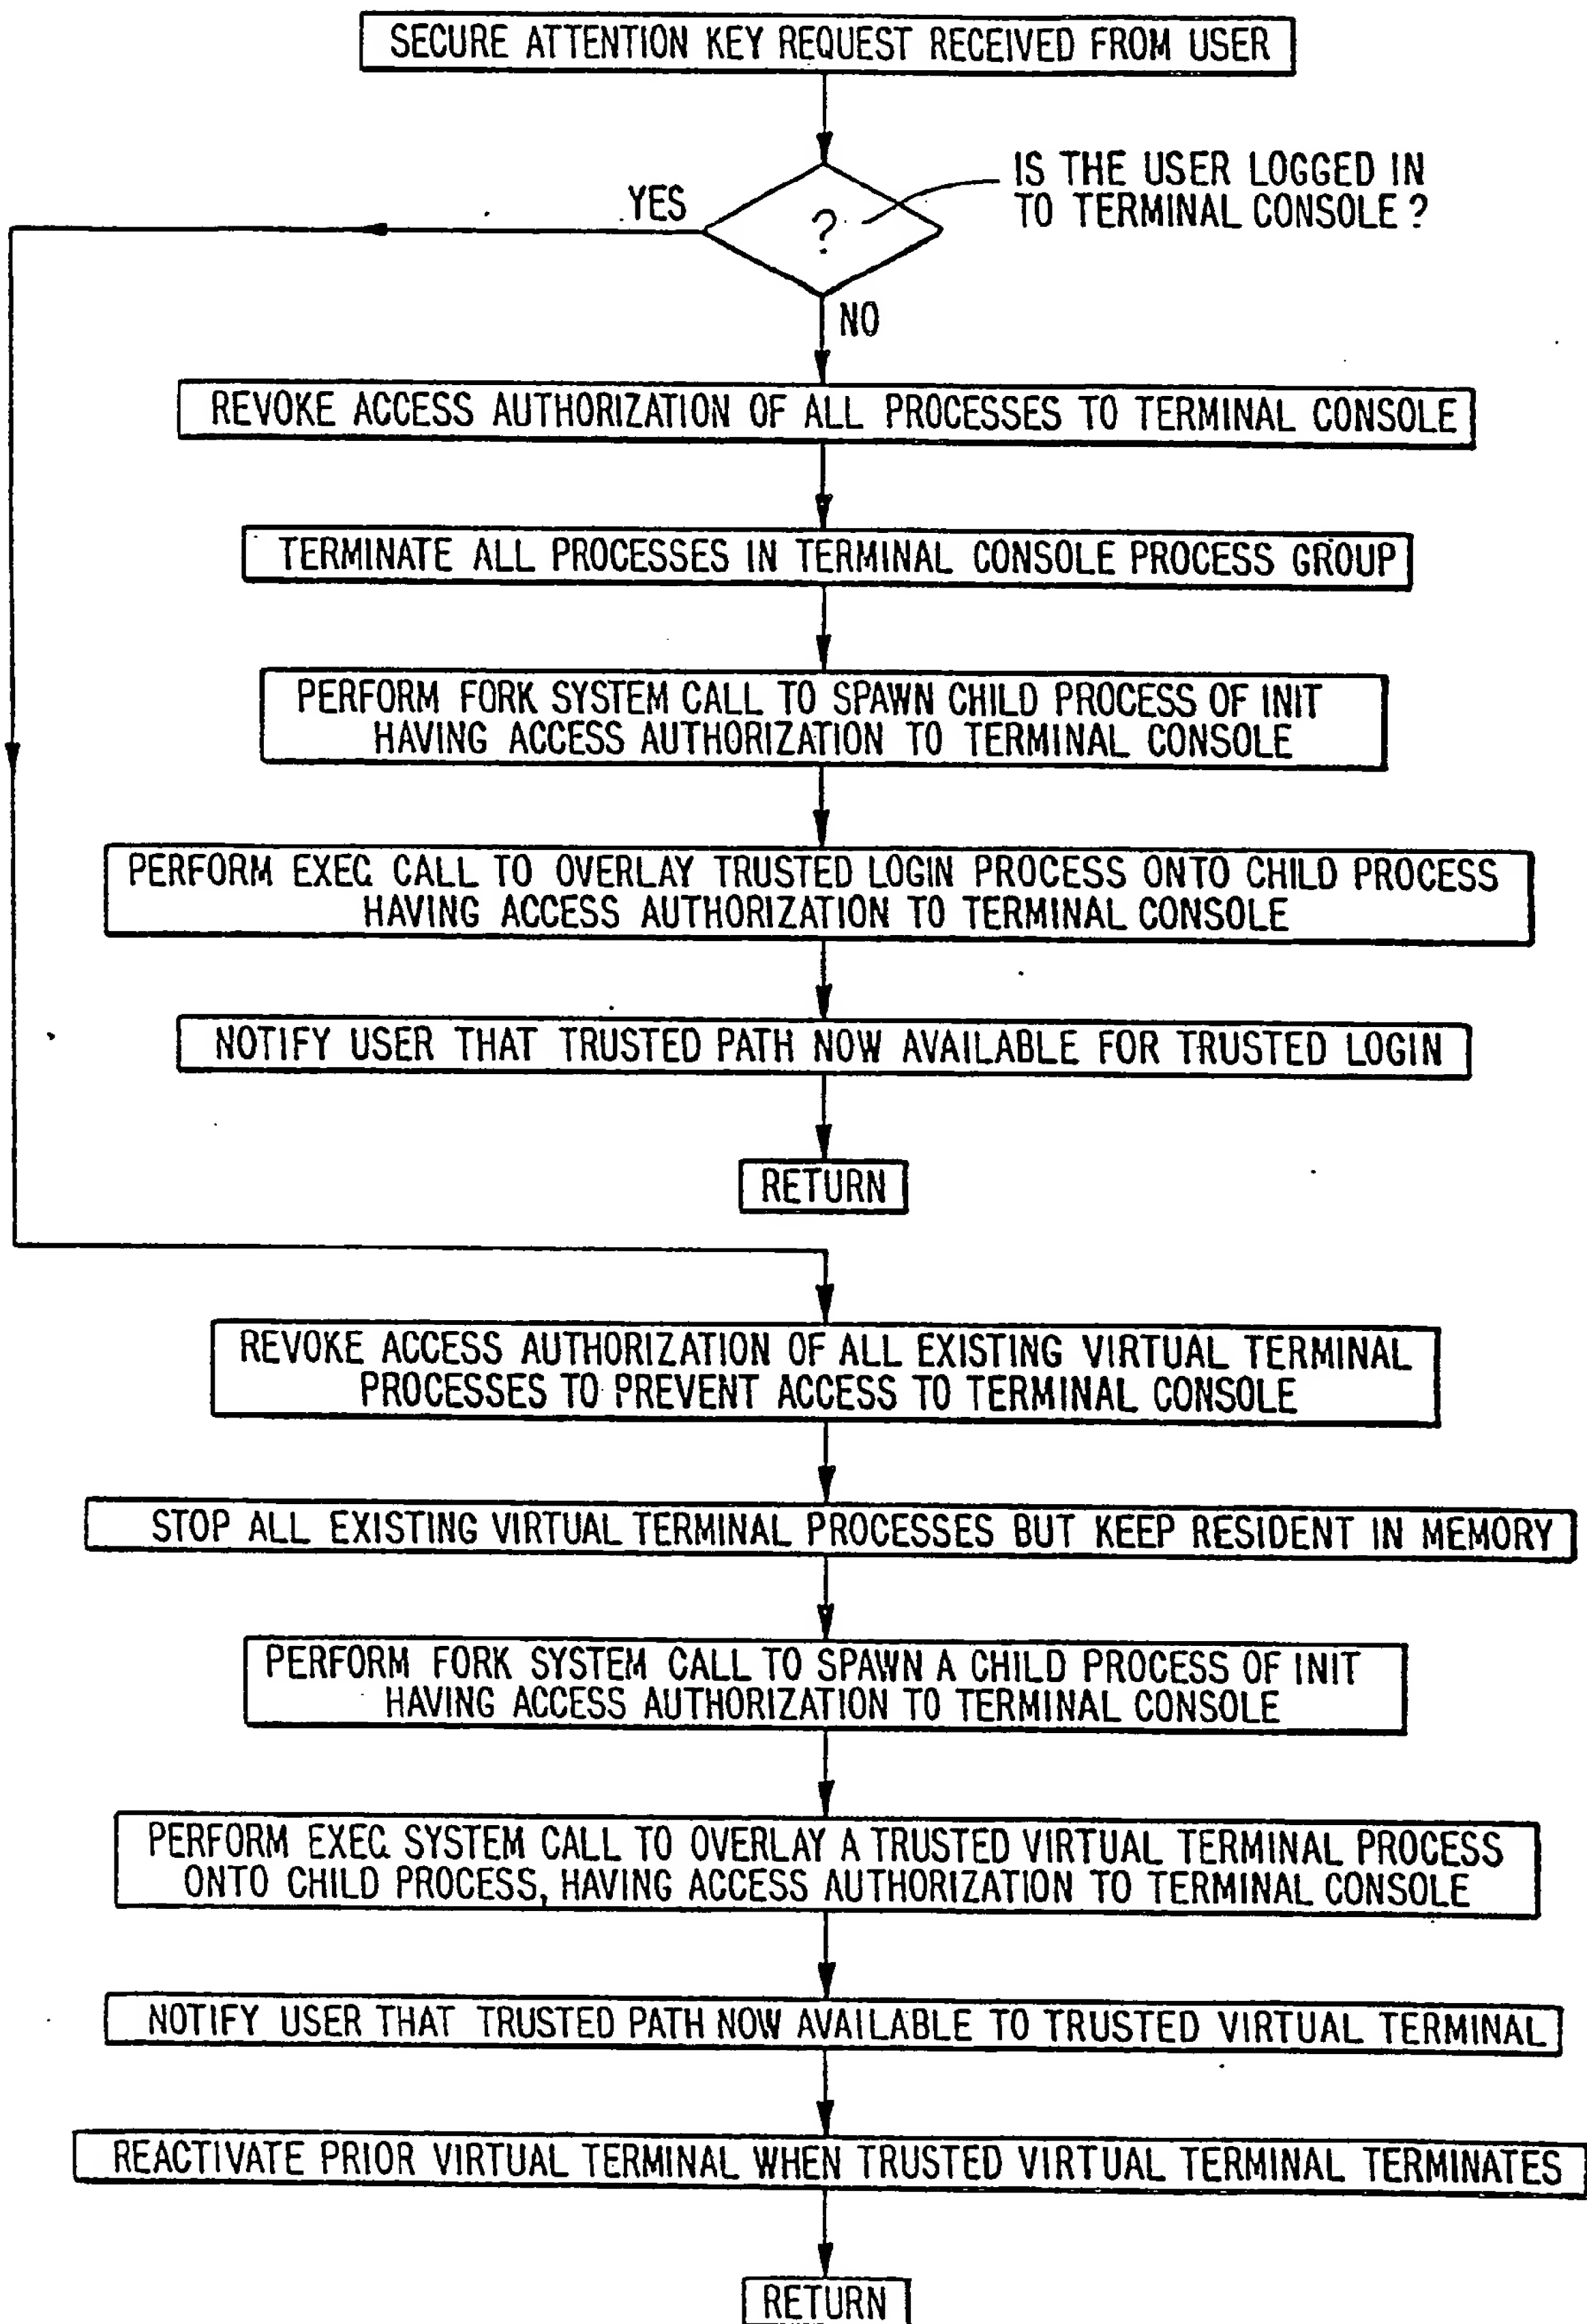 SECURE ATTENTION KEY REQUEST RECEIVED FROM USER
IS THE USER LOGGED IN
TO TERMINAL CONSOLE ?
YES
?
NO
REVOKE ACCESS AUTHORIZATION OF ALL PROCESSES TO TERMINAL CONSOLE
TERMINATE ALL PROCESSES IN TERMINAL CONSOLE PROCESS GROUP
PERFORM FORK SYSTEM CALL TO SPAWN CHILD PROCESS OF INIT
HAVING ACCESS AUTHORIZATION TO TERMINAL CONSOLE
PERFORM EXEC CALL TO OVERLAY TRUSTED LOGIN PROCESS ONTO CHILD PROCESS
HAVING ACCESS AUTHORIZATION TO TERMINAL CONSOLE
NOTIFY USER THAT TRUSTED PATH NOW AVAILABLE FOR TRUSTED LOGIN
RETURN
REVOKE ACCESS AUTHORIZATION OF ALL EXISTING VIRTUAL TERMINAL
PROCESSES TO PREVENT ACCESS TO TERMINAL CONSOLE
STOP ALL EXISTING VIRTUAL TERMINAL PROCESSES BUT KEEP RESIDENT IN MEMORY
PERFORM FORK SYSTEM CALL TO SPAWN A CHILD PROCESS OF INIT
HAVING ACCESS AUTHORIZATION TO TERMINAL CONSOLE
PERFORM EXEC SYSTEM CALL TO OVERLAY A TRUSTED VIRTUAL TERMINAL PROCESS
ONTO CHILD PROCESS, HAVING ACCESS AUTHORIZATION TO TERMINAL CONSOLE
NOTIFY USER THAT TRUSTED PATH NOW AVAILABLE TO TRUSTED VIRTUAL TERMINAL
REACTIVATE PRIOR VIRTUAL TERMINAL WHEN TRUSTED VIRTUAL TERMINAL TERMINATES
RETURN